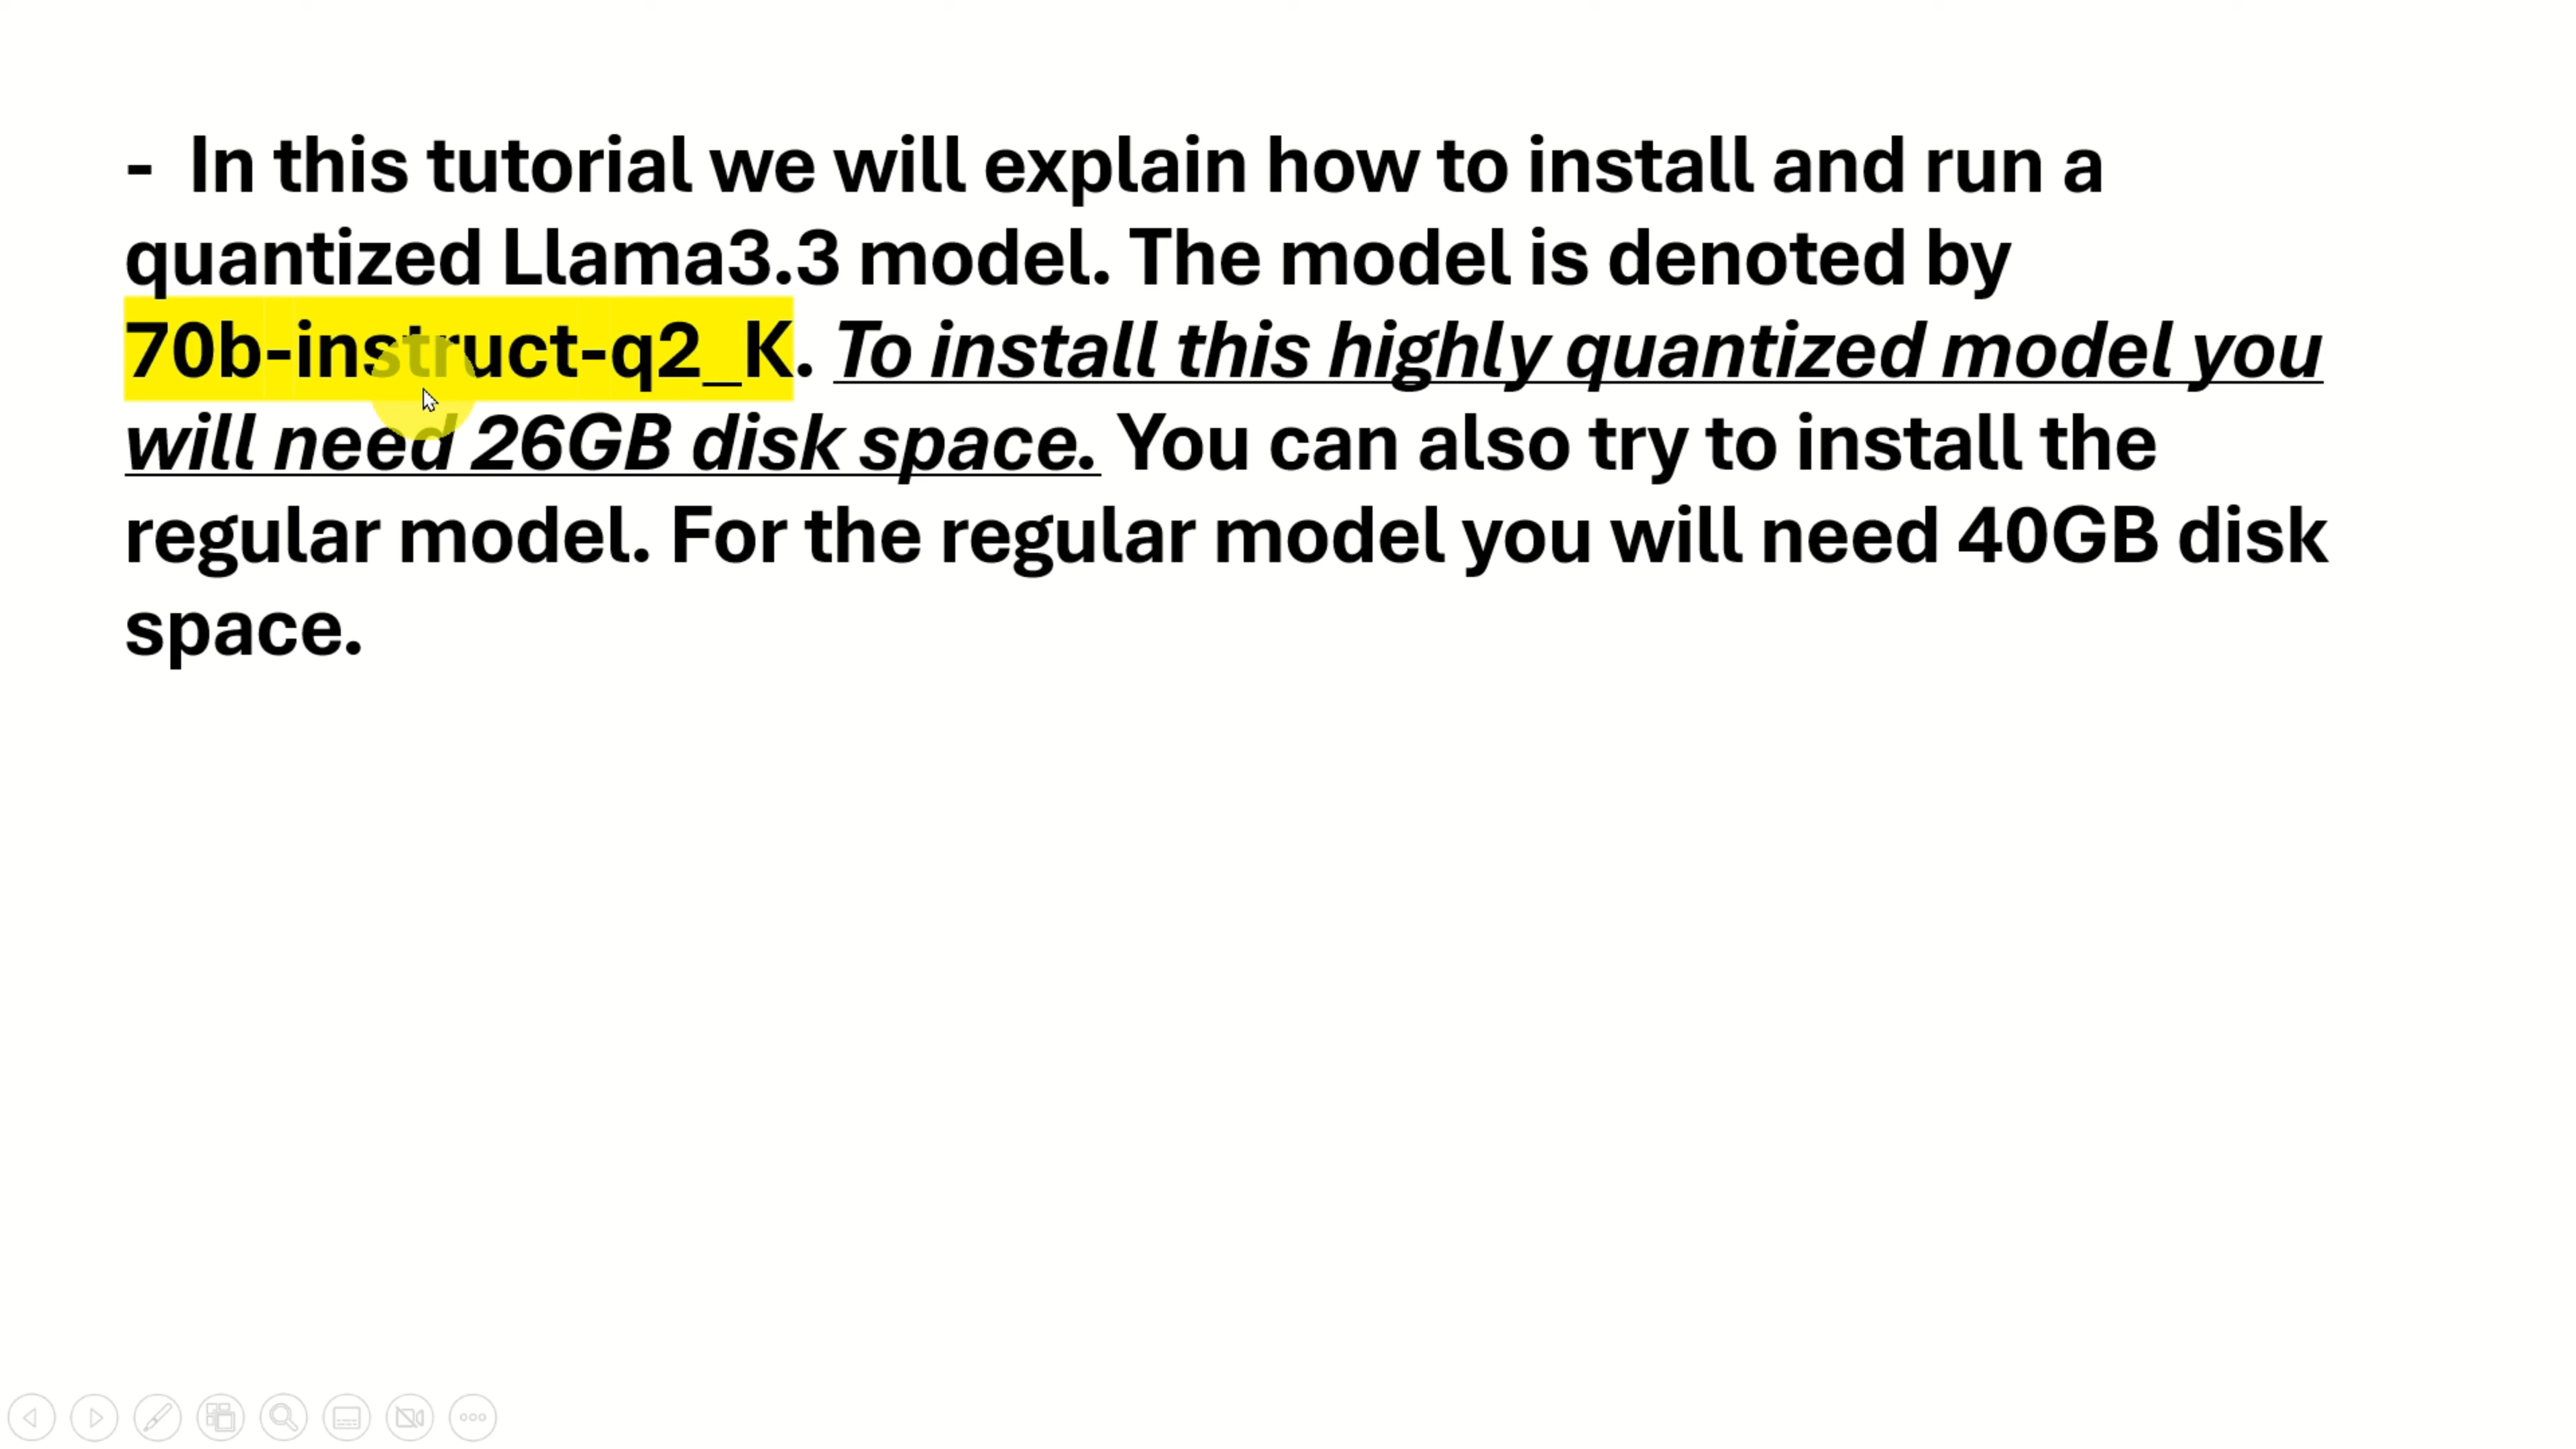 - In this tutorial we will explain how to install and run a
quantized Llama3.3 model. The model is denoted by
70b-instruct-q2_K. To install this highly quantized model you
will need 26GB disk space. You can also try to install the
regular model. For the regular model you will need 40GB disk
space.